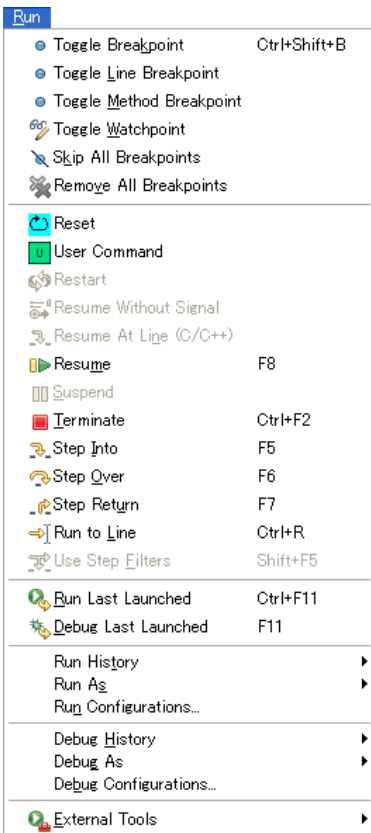 Run
Toggle Breakpoint Ctrl+Shift+B
Toggle Line Breakpoint
Toggle Method Breakpoint
Toggle Watchpoint
Skip All Breakpoints
Remove All Breakpoints
Reset
U User Command
Restart
Resume Without Signal
Resume At Line (C/C++)
Resume F8
Suspend
Terminate Ctrl+F2
Step Into F5
Step Over F6
Step Return F7
Run to Line Ctrl+R
Use Step Filters Shift+F5
Run Last Launched Ctrl+F11
Debug Last Launched F11
Run History
Run As
Run Configurations...
Debug History
Debug As
Debug Configurations...
External Tools